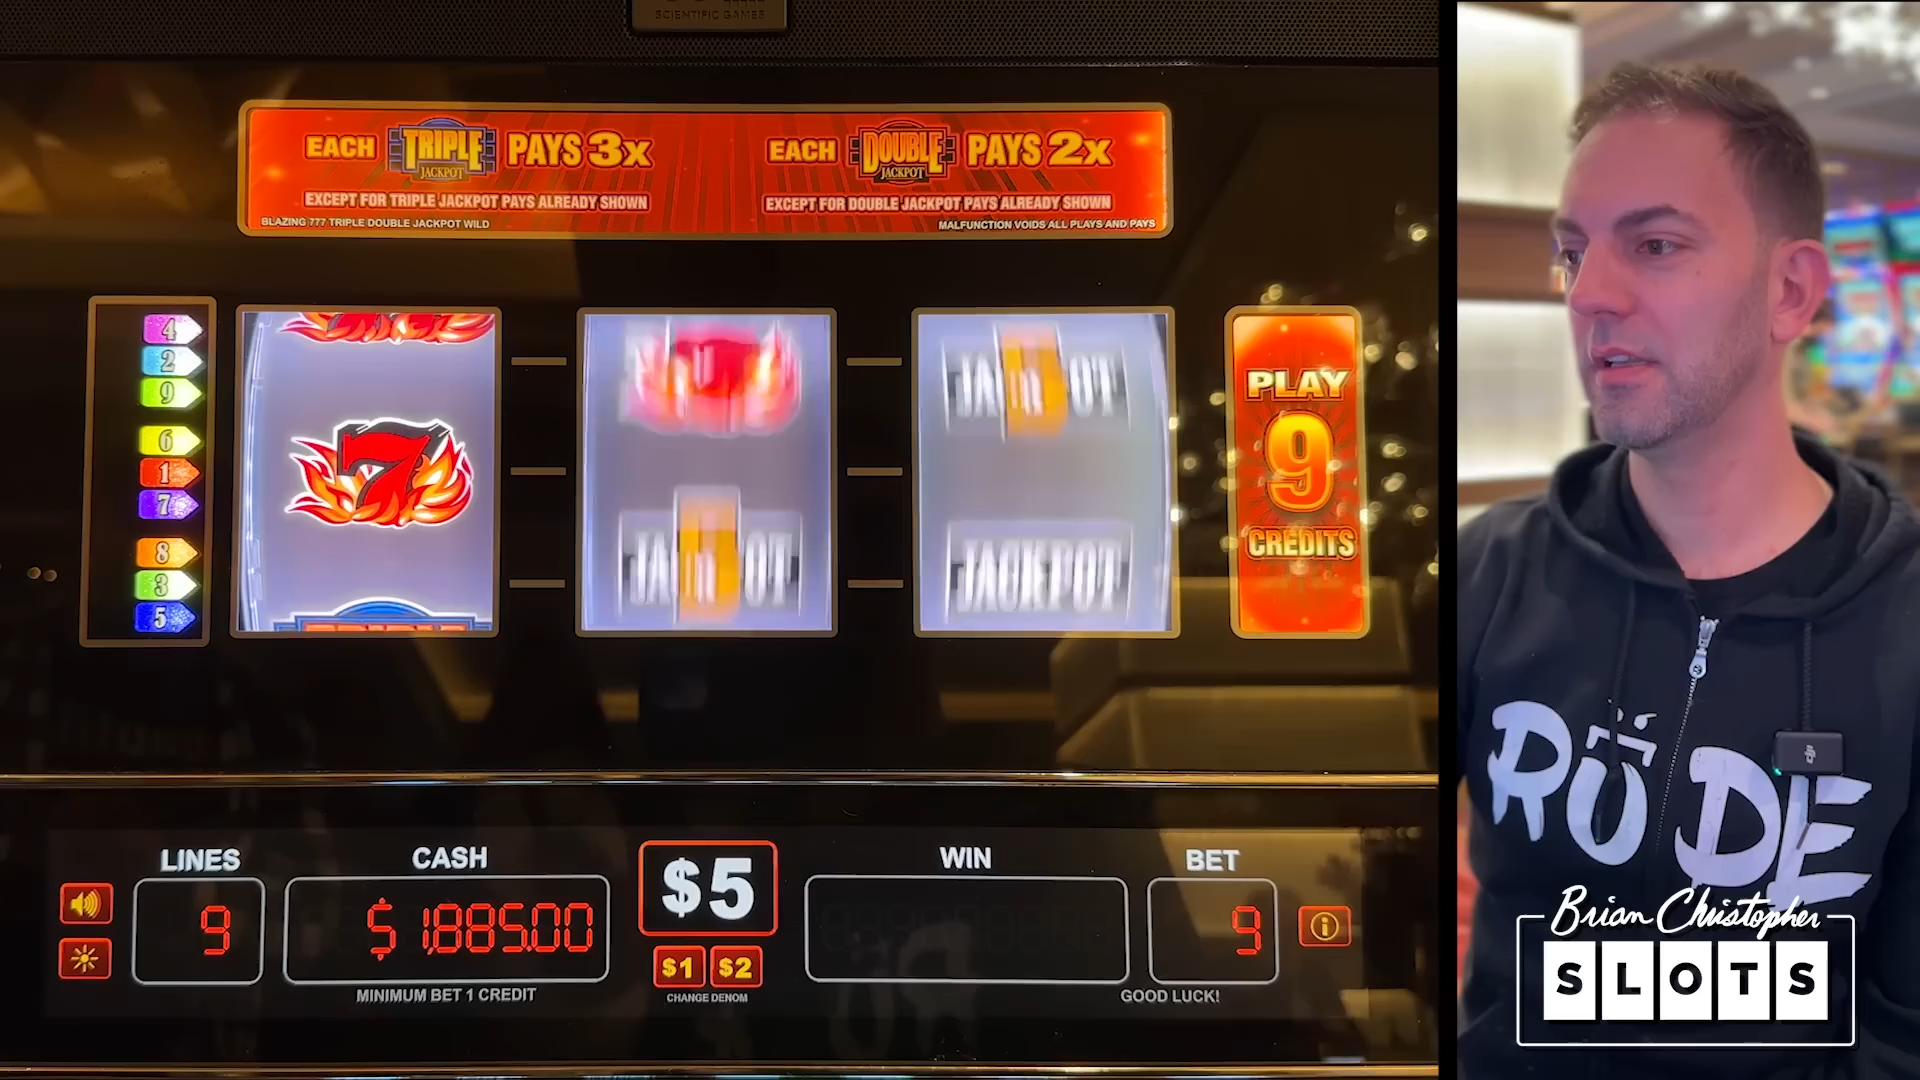 SCIENTIFIC GAMES
EACH TRIPLE JACKPOT PAYS 3x
EXCEPT FOR TRIPLE JACKPOT PAYS ALREADY SHOWN
BLAZING 777 TRIPLE DOUBLE JACKPOT WILD
EACH DOUBLE JACKPOT PAYS 2x
EXCEPT FOR DOUBLE JACKPOT PAYS ALREADY SHOWN
MALFUNCTION VOIDS ALL PLAYS AND PAYS
4
2
9
6
1
7
8
3
5
7
JACKPOT
PLAY
9
CREDITS
LINES
9
CASH
$ 1,885.00
MINIMUM BET 1 CREDIT
$5
$1 $2
CHANGE DENOM
WIN
BET
9
GOOD LUCK!
RÜDE
Brian Christopher
SLOTS